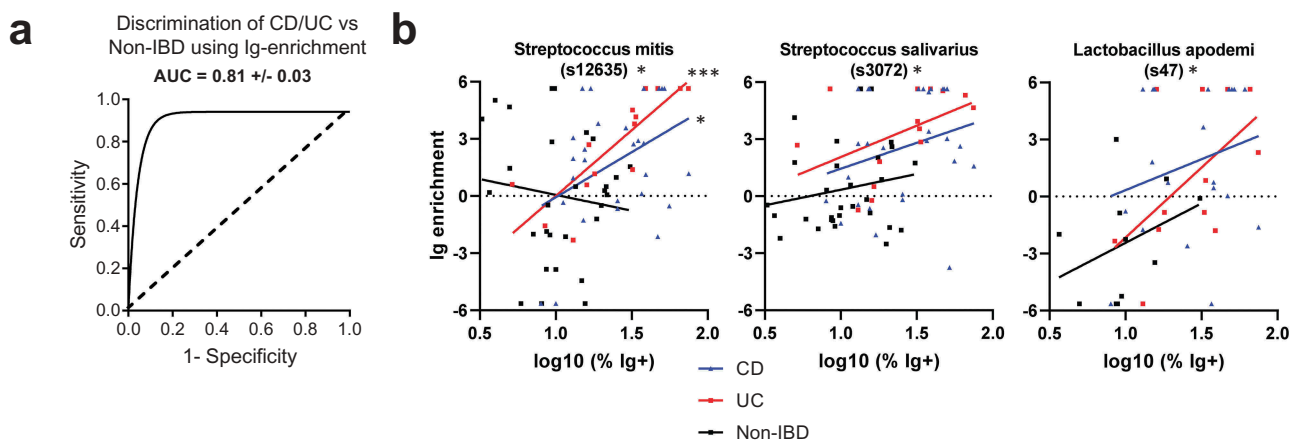 a
Discrimination of CD/UC vs
Non-IBD using Ig-enrichment
AUC = 0.81 +/- 0.03
Sensitivity
1.0
0.8
0.6
0.4
0.2
0.0
0.0 0.2 0.4 0.6 0.8 1.0
1- Specificity
b
Streptococcus mitis
(s12635) *
***
*
Ig enrichment
6
3
0
-3
-6
0.5 1.0 1.5 2.0
log10 (% Ig+)
Streptococcus salivarius
(s3072) *
6
3
0
-3
-6
0.5 1.0 1.5 2.0
log10 (% Ig+)
Lactobacillus apodemi
(s47) *
6
3
0
-3
-6
0.5 1.0 1.5 2.0
log10 (% Ig+)
CD
UC
Non-IBD